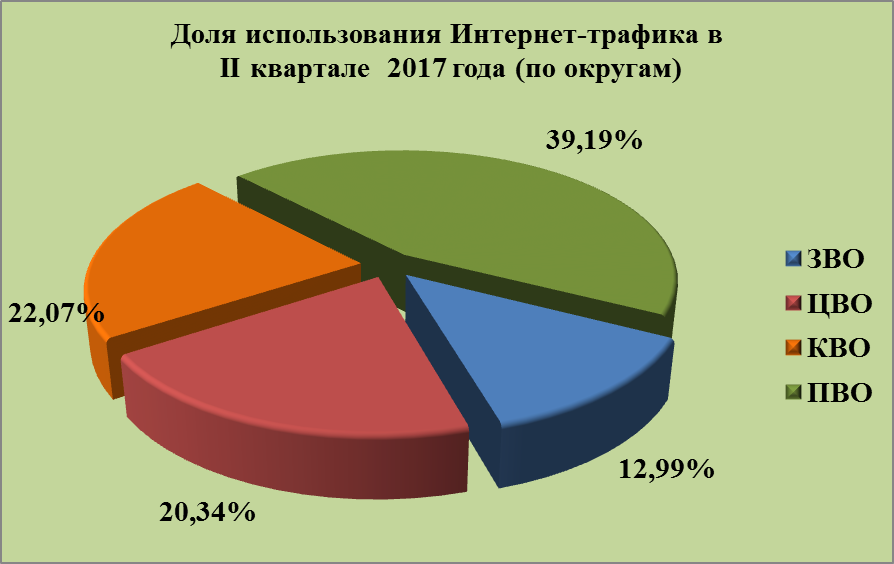 Доля использования Интернет-трафика в
II квартале 2017 года (по округам)
39,19%
22,07%
12,99%
20,34%
ЗВО
ЦВО
КВО
ПВО